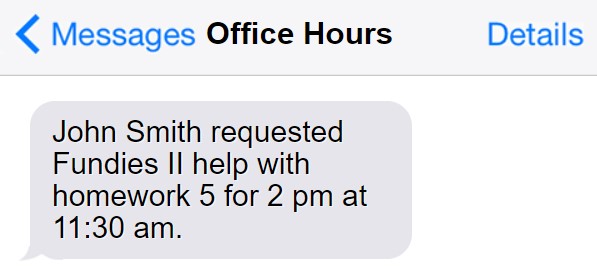 Messages Office Hours Details
John Smith requested
Fundies II help with
homework 5 for 2 pm at
11:30 am.